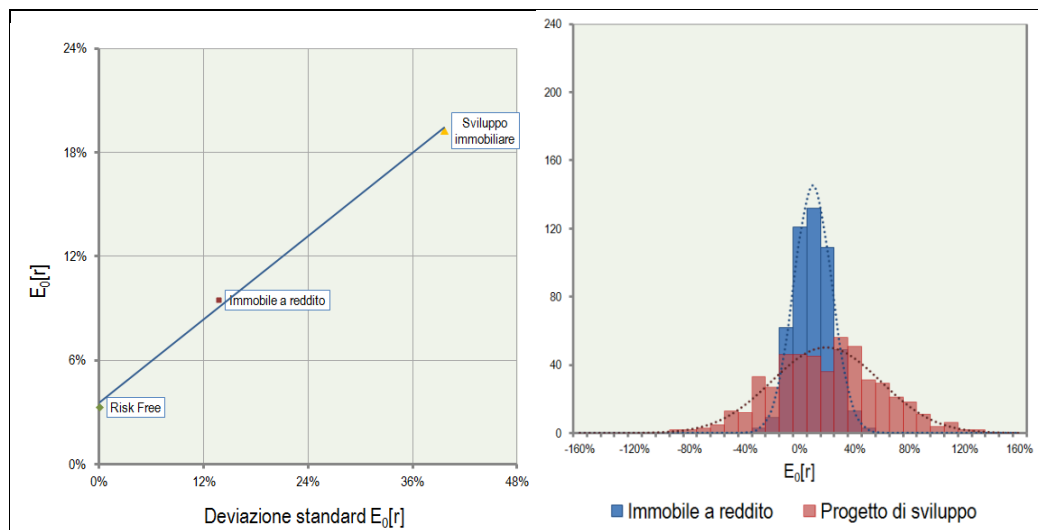 24%
18%
12%
6%
0%
E₀[r]
Sviluppo
immobiliare
Immobile a reddito
Risk Free
0%
12%
24%
36%
48%
Deviazione standard E₀[r]
240
200
160
120
80
40
0
-160%
-120%
-80%
-40%
0%
40%
80%
120%
160%
E₀[r]
Immobile a reddito
Progetto di sviluppo